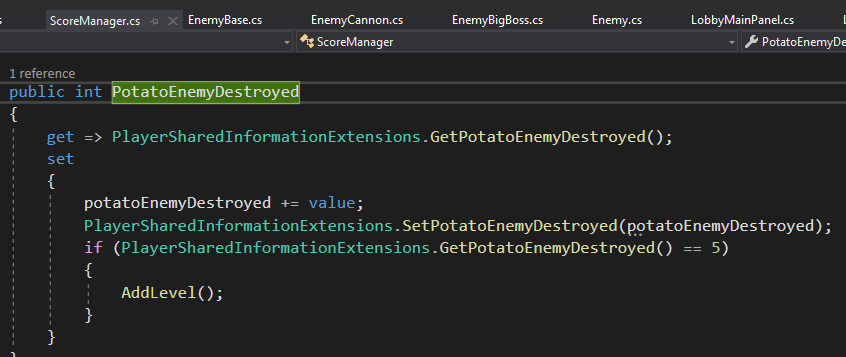 ScoreManager.cs EnemyBase.cs EnemyCannon.cs EnemyBigBoss.cs Enemy.cs LobbyMainPanel.cs
ScoreManager PotatoEnemyDe
1 reference
public int PotatoEnemyDestroyed
{
get => PlayerSharedInformationExtensions.GetPotatoEnemyDestroyed();
set
{
potatoEnemyDestroyed += value;
PlayerSharedInformationExtensions.SetPotatoEnemyDestroyed(potatoEnemyDestroyed);
if (PlayerSharedInformationExtensions.GetPotatoEnemyDestroyed() == 5)
{
AddLevel();
}
}